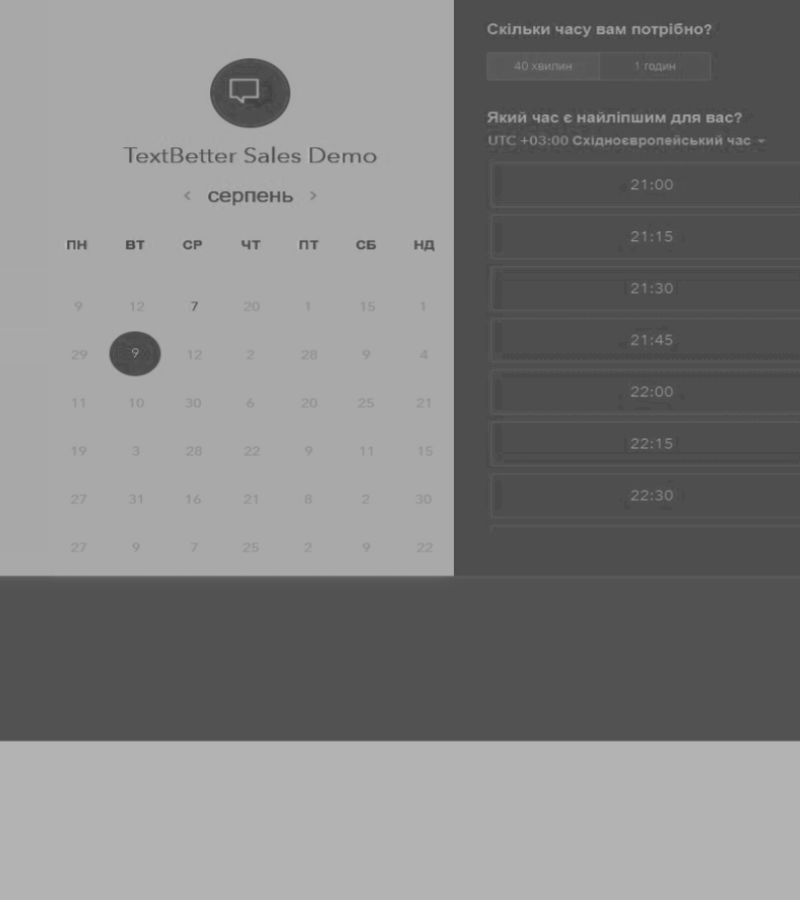 TextBetter Sales Demo
серпень
ПН ВТ СР ЧТ ПТ СБ НД
9 12 7 20 1 15 1
29 9 12 2 28 9 4
11 10 30 6 20 25 21
19 3 28 22 9 11 15
27 31 16 21 8 2 30
27 9 7 25 2 9 22
Скільки часу вам потрібно?
40 хвилин 1 годин
Який час є найліпшим для вас?
UTC +03:00 Східноєвропейський час
21:00
21:15
21:30
21:45
22:00
22:15
22:30